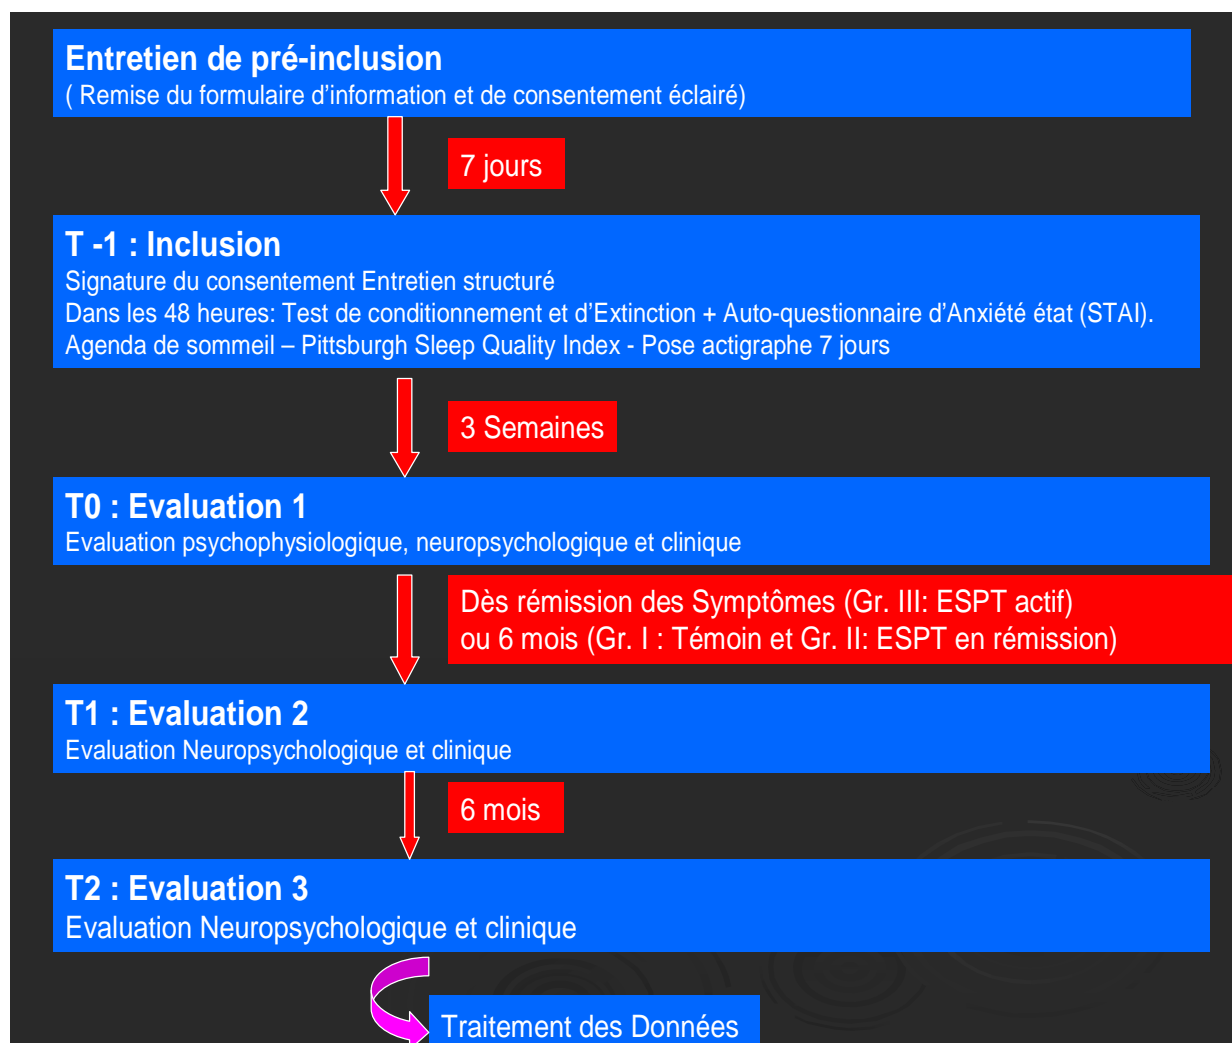 Entretien de pré-inclusion
( Remise du formulaire d'information et de consentement éclairé)
7 jours
T -1 : Inclusion
Signature du consentement Entretien structuré
Dans les 48 heures: Test de conditionnement et d'Extinction + Auto-questionnaire d'Anxiété état (STAI).
Agenda de sommeil – Pittsburgh Sleep Quality Index - Pose actigraphe 7 jours
3 Semaines
T0 : Evaluation 1
Evaluation psychophysiologique, neuropsychologique et clinique
Dès rémission des Symptômes (Gr. III: ESPT actif)
ou 6 mois (Gr. I : Témoin et Gr. II: ESPT en rémission)
T1 : Evaluation 2
Evaluation Neuropsychologique et clinique
6 mois
T2 : Evaluation 3
Evaluation Neuropsychologique et clinique
Traitement des Données